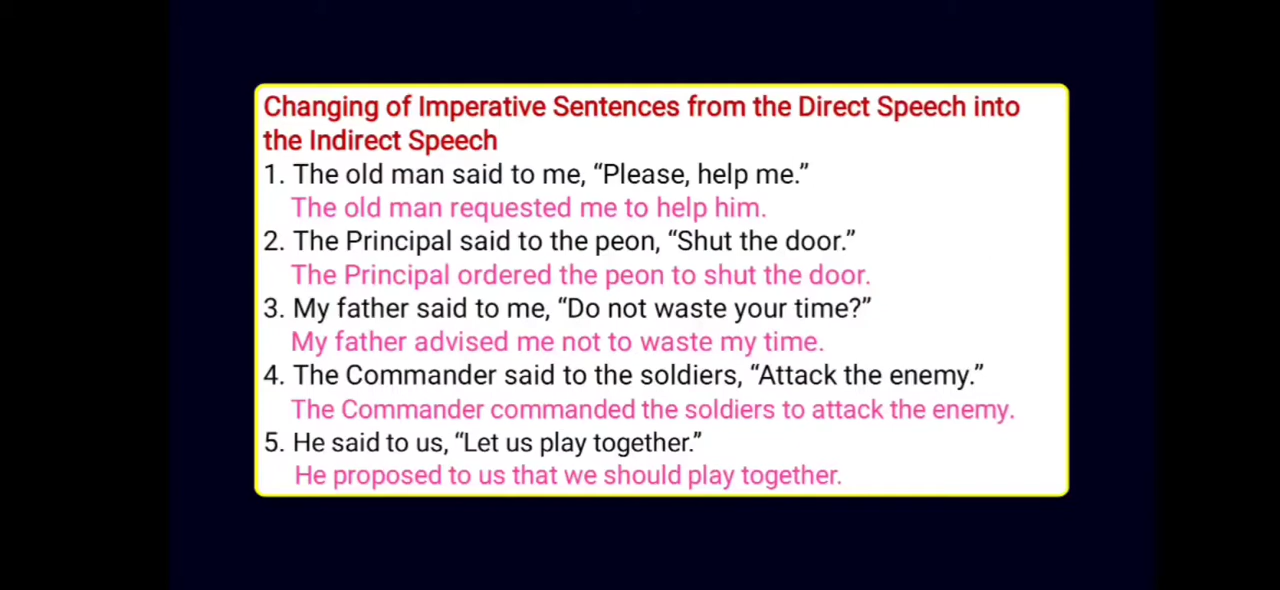 Changing of Imperative Sentences from the Direct Speech into
the Indirect Speech
1. The old man said to me, “Please, help me.”
The old man requested me to help him.
2. The Principal said to the peon, “Shut the door.”
The Principal ordered the peon to shut the door.
3. My father said to me, “Do not waste your time?”
My father advised me not to waste my time.
4. The Commander said to the soldiers, “Attack the enemy.”
The Commander commanded the soldiers to attack the enemy.
5. He said to us, “Let us play together.”
He proposed to us that we should play together.